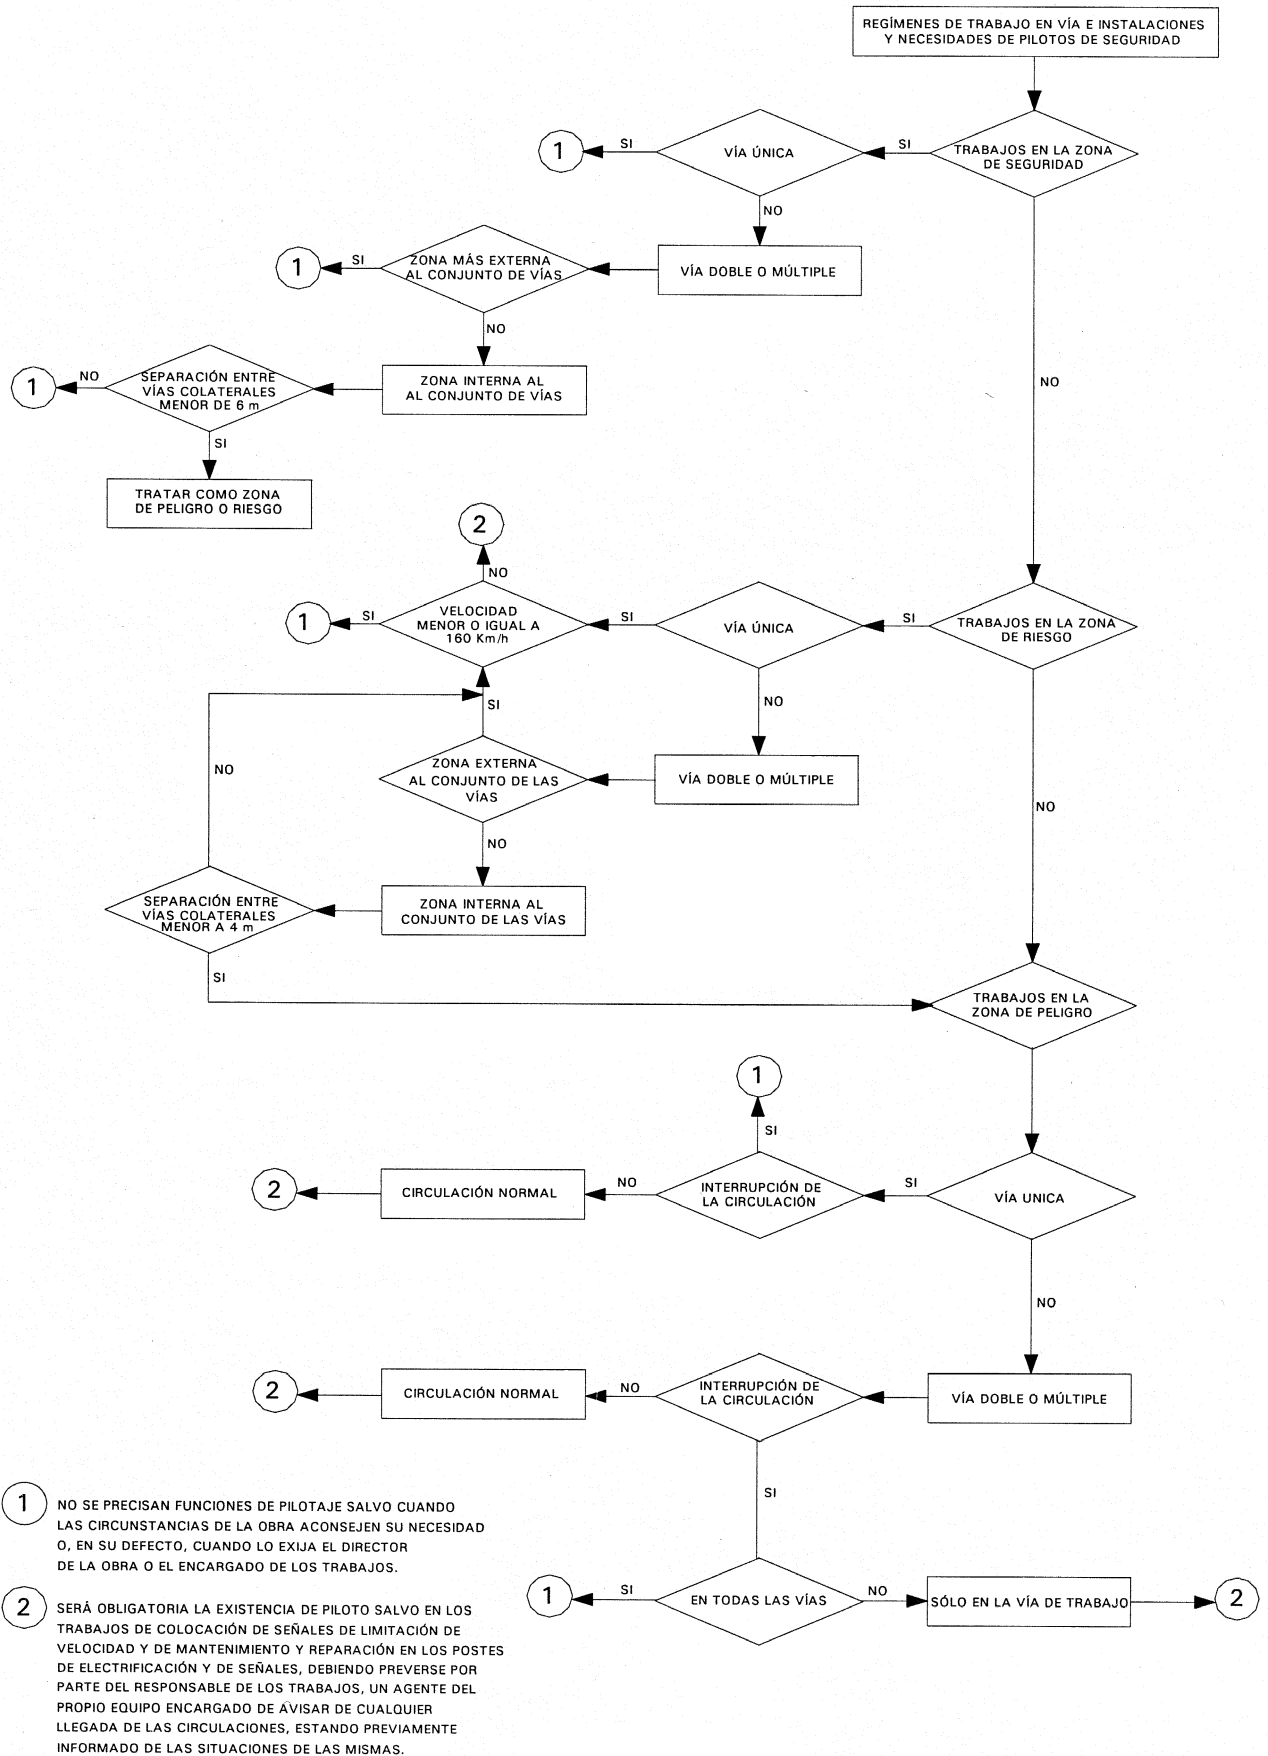 REGÍMENES DE TRABAJO EN VÍA E INSTALACIONES
Y NECESIDADES DE PILOTOS DE SEGURIDAD
TRABAJOS EN LA ZONA
DE SEGURIDAD
SI
VÍA ÚNICA
SI
1
NO
VÍA DOBLE O MÚLTIPLE
ZONA MÁS EXTERNA
AL CONJUNTO DE VÍAS
SI
1
NO
ZONA INTERNA AL
AL CONJUNTO DE VÍAS
SEPARACIÓN ENTRE
VÍAS COLATERALES
MENOR DE 6 m
NO
1
SI
TRATAR COMO ZONA
DE PELIGRO O RIESGO
NO
TRABAJOS EN LA ZONA
DE RIESGO
SI
VÍA ÚNICA
SI
VELOCIDAD
MENOR O IGUAL A
160 Km/h
NO
2
SI
1
NO
VÍA DOBLE O MÚLTIPLE
ZONA EXTERNA
AL CONJUNTO DE LAS
VÍAS
SI
NO
ZONA INTERNA AL
CONJUNTO DE LAS VÍAS
SEPARACIÓN ENTRE
VÍAS COLATERALES
MENOR A 4 m
NO
SI
NO
TRABAJOS EN LA
ZONA DE PELIGRO
VÍA UNICA
SI
INTERRUPCIÓN DE
LA CIRCULACIÓN
SI
1
NO
CIRCULACIÓN NORMAL
2
NO
VÍA DOBLE O MÚLTIPLE
INTERRUPCIÓN DE
LA CIRCULACIÓN
NO
CIRCULACIÓN NORMAL
2
SI
EN TODAS LAS VÍAS
SI
1
NO
SÓLO EN LA VÍA DE TRABAJO
2
1
NO SE PRECISAN FUNCIONES DE PILOTAJE SALVO CUANDO
LAS CIRCUNSTANCIAS DE LA OBRA ACONSEJEN SU NECESIDAD
O, EN SU DEFECTO, CUANDO LO EXIJA EL DIRECTOR
DE LA OBRA O EL ENCARGADO DE LOS TRABAJOS.
2
SERÁ OBLIGATORIA LA EXISTENCIA DE PILOTO SALVO EN LOS
TRABAJOS DE COLOCACIÓN DE SEÑALES DE LIMITACIÓN DE
VELOCIDAD Y DE MANTENIMIENTO Y REPARACIÓN EN LOS POSTES
DE ELECTRIFICACIÓN Y DE SEÑALES, DEBIENDO PREVERSE POR
PARTE DEL RESPONSABLE DE LOS TRABAJOS, UN AGENTE DEL
PROPIO EQUIPO ENCARGADO DE AVISAR DE CUALQUIER
LLEGADA DE LAS CIRCULACIONES, ESTANDO PREVIAMENTE
INFORMADO DE LAS SITUACIONES DE LAS MISMAS.